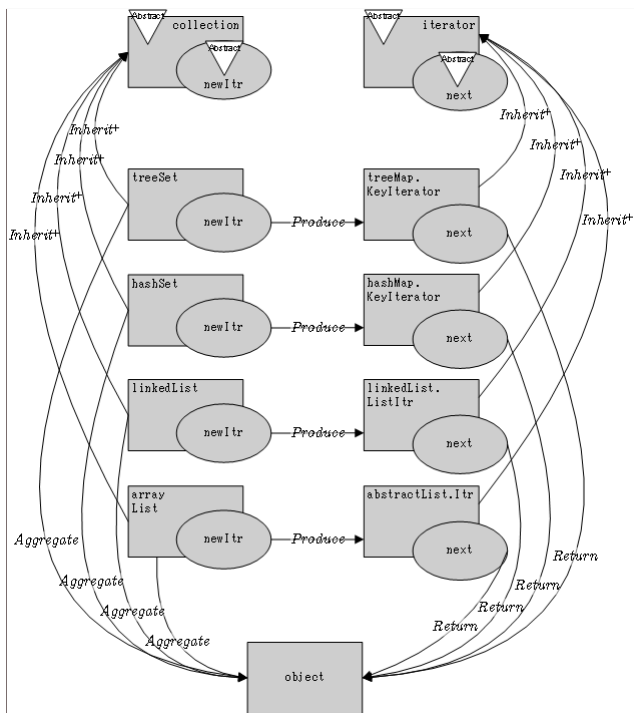 Abstract
collection
Abstract
newItr
Abstract
iterator
Abstract
next
Inherit+
Inherit+
Inherit+
Inherit+
Inherit+
Inherit+
Inherit+
Inherit+
treeSet
newItr
Produce
treeMap.
KeyIterator
next
hashSet
newItr
Produce
hashMap.
KeyIterator
next
linkedList
newItr
Produce
linkedList.
ListItr
next
array
List
newItr
Produce
abstractList.Itr
next
Aggregate
Aggregate
Aggregate
Aggregate
Return
Return
Return
Return
object